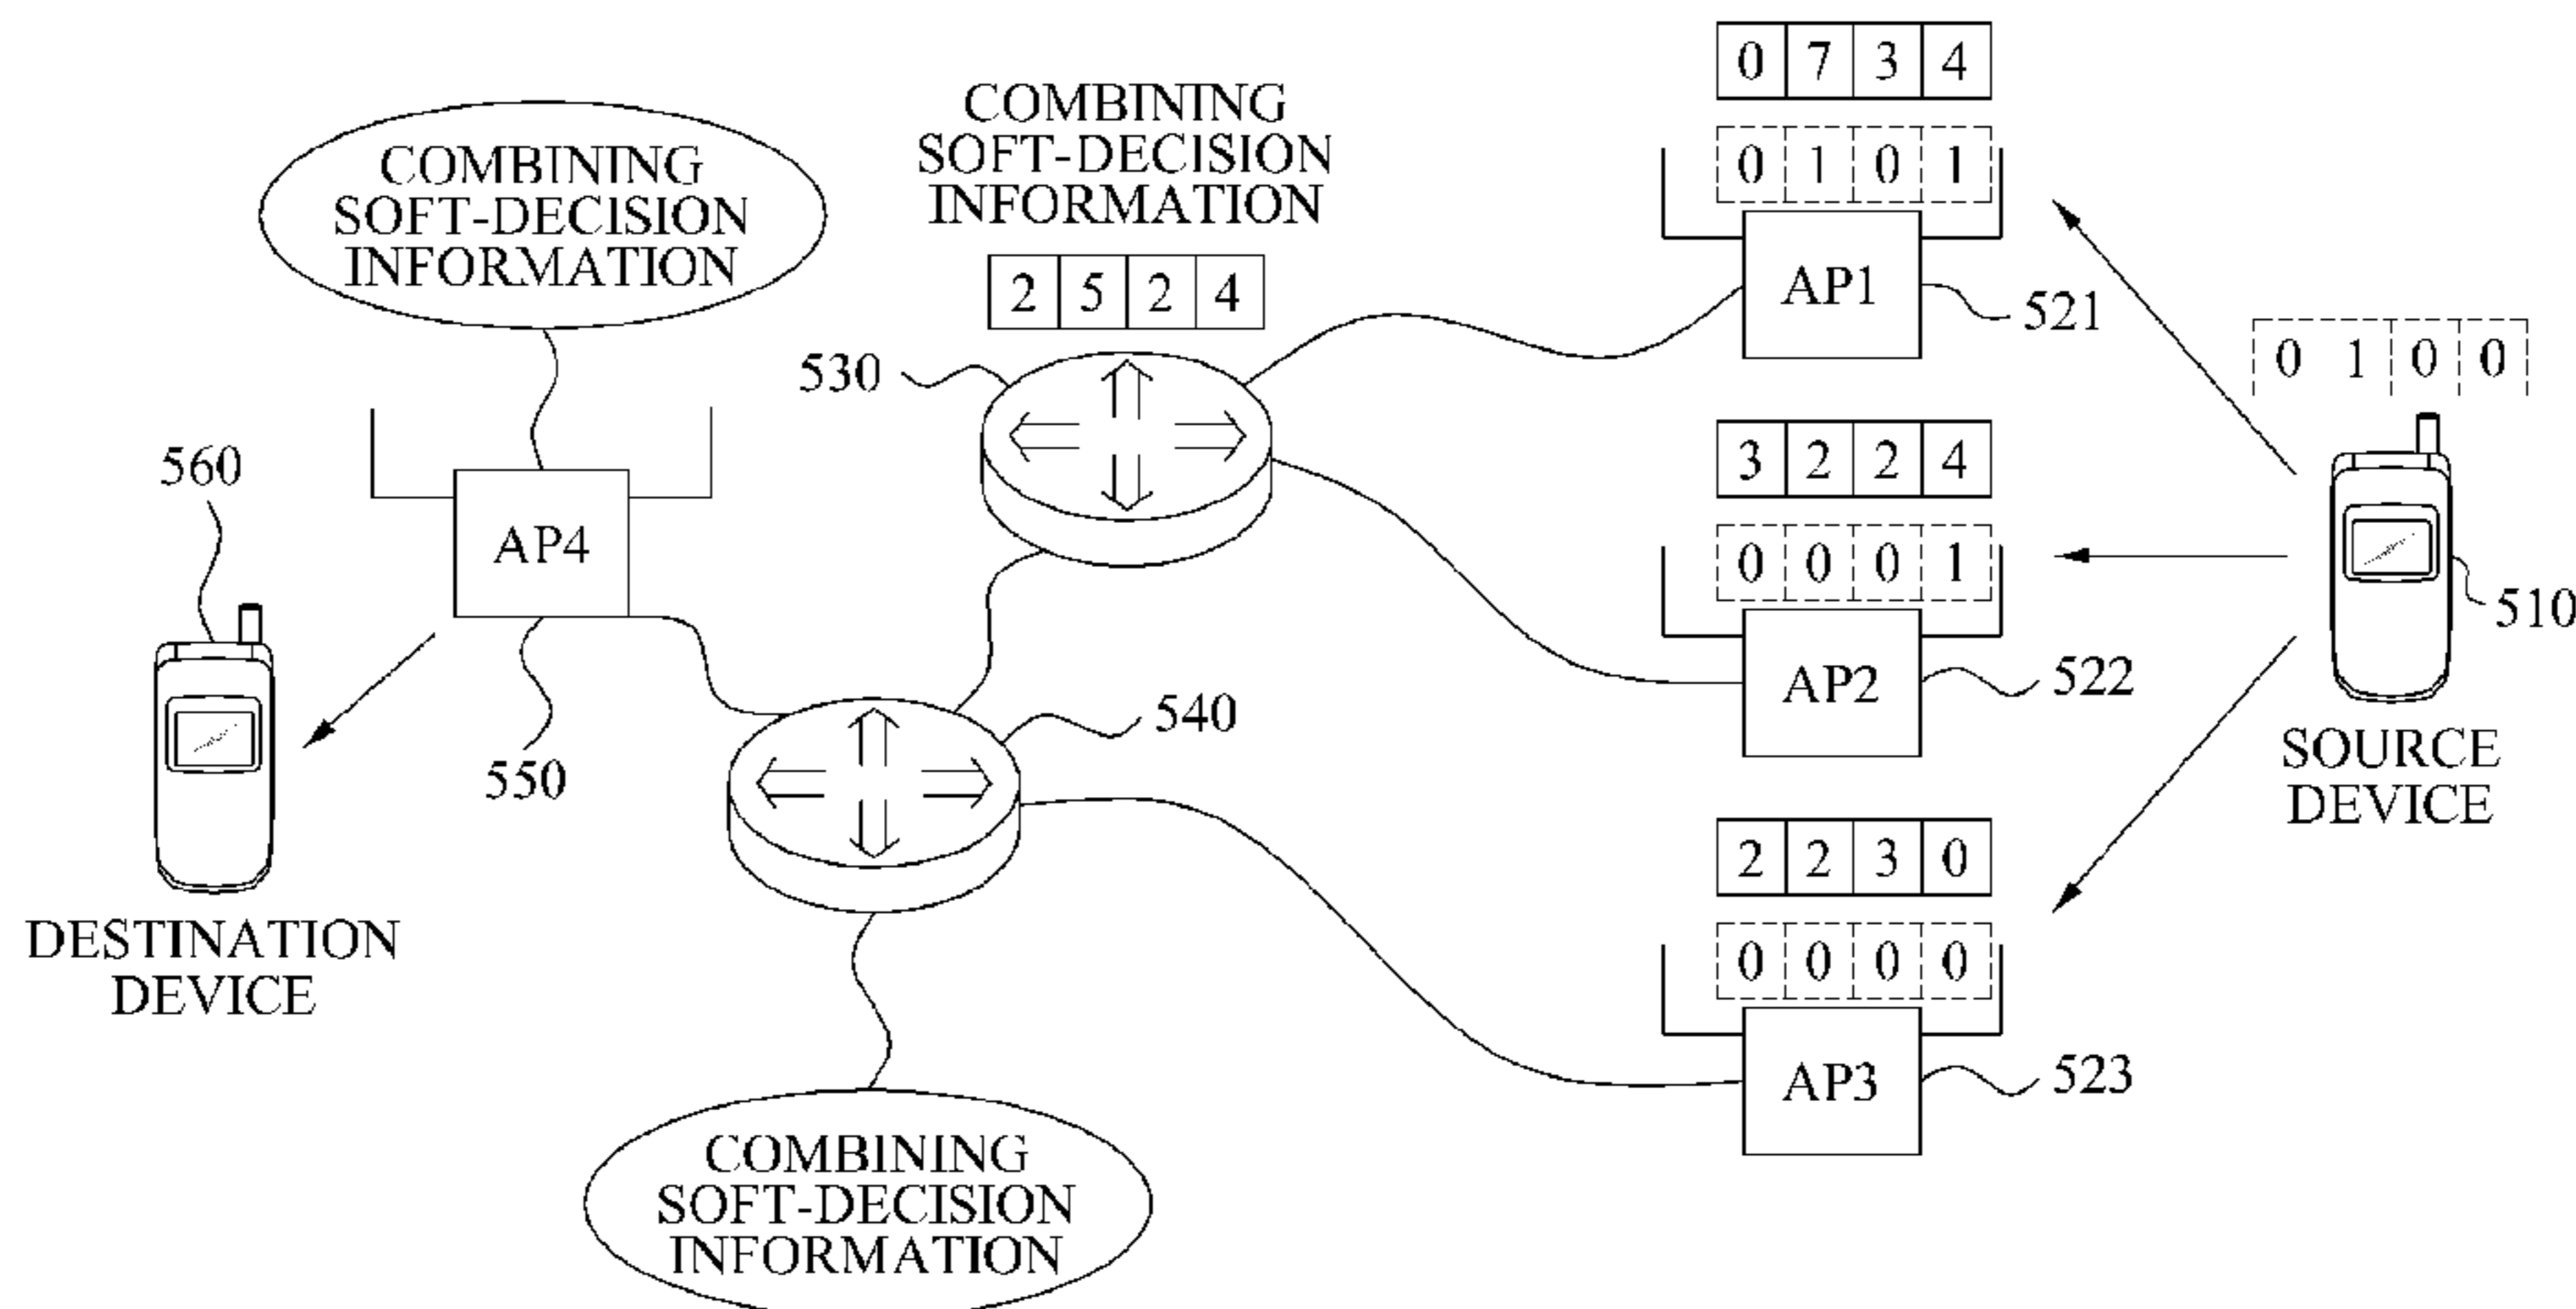 0 7 3 4
COMBINING
SOFT-DECISION
INFORMATION
0 1 0 1
COMBINING
SOFT-DECISION
INFORMATION
2 5 2 4
AP1
521
0 1 0 0
530
3 2 2 4
560
AP4
0 0 0 1
510
AP2
522
540
550
SOURCE
DEVICE
2 2 3 0
DESTINATION
DEVICE
0 0 0 0
AP3
523
COMBINING
SOFT-DECISION
INFORMATION